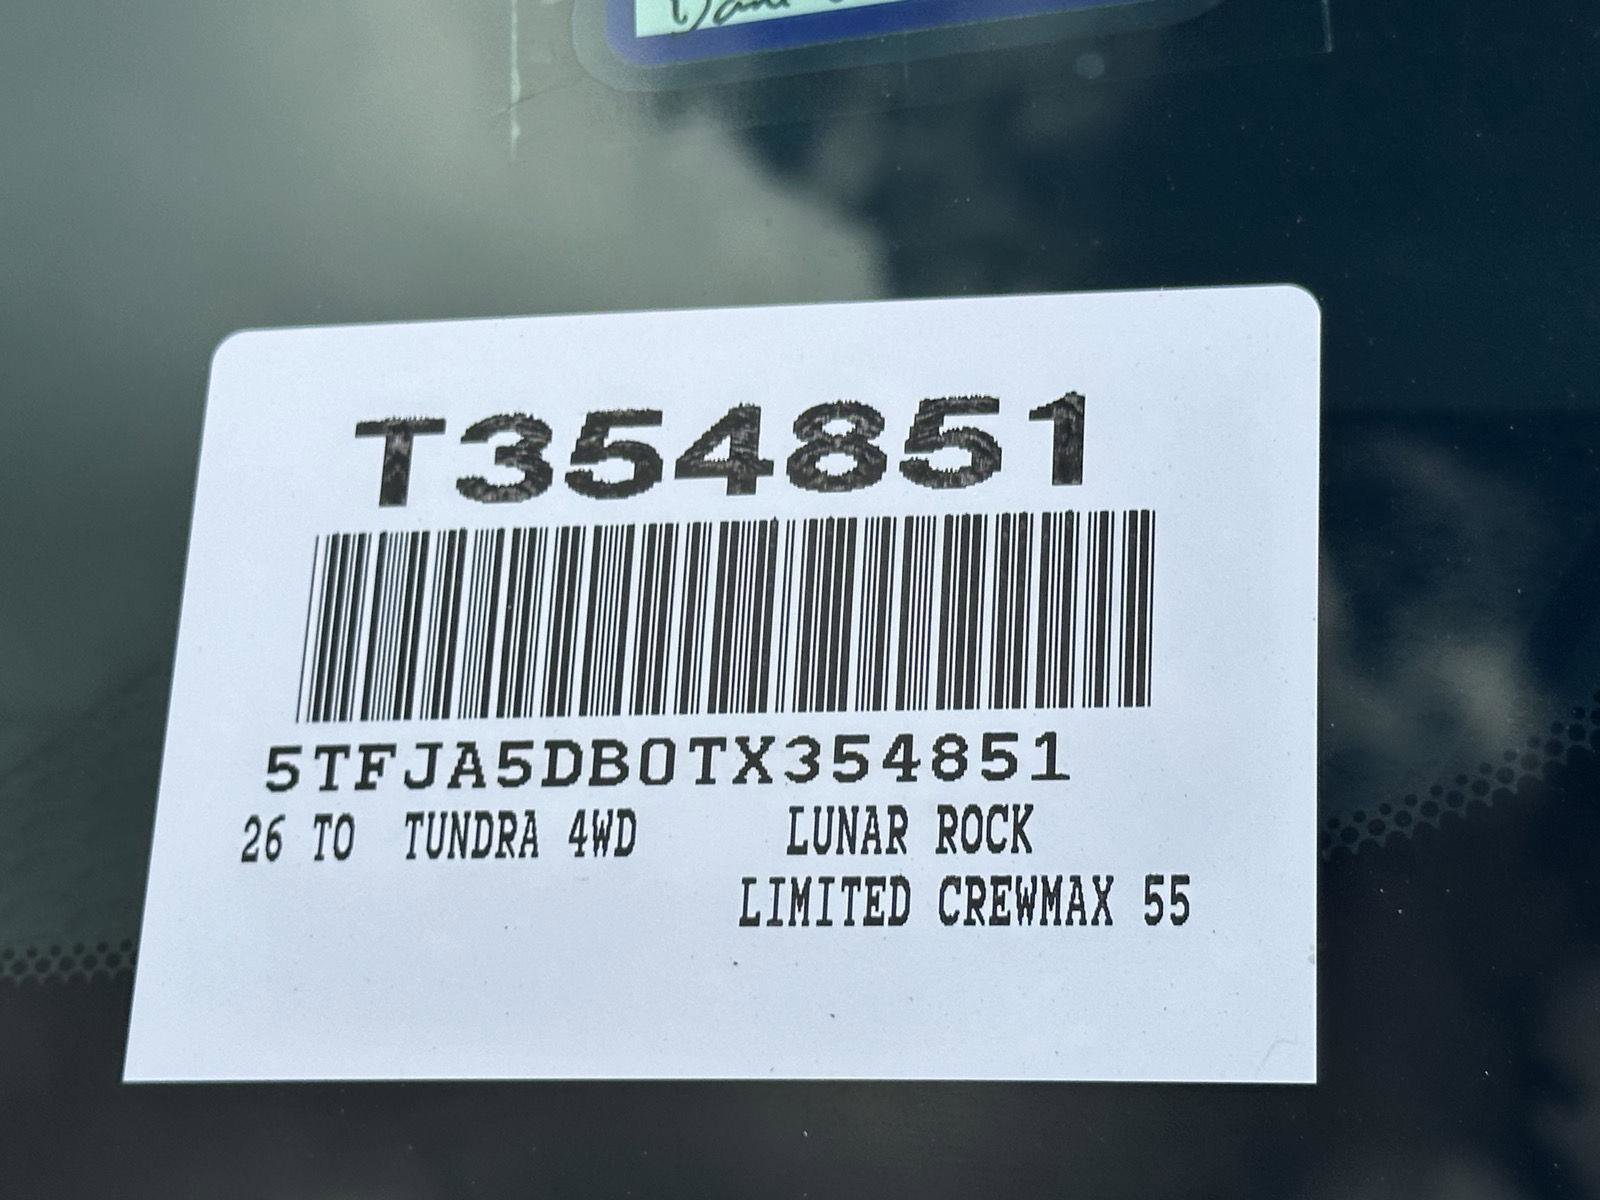 T354851
5TFJA5DB0TX354851
26 TO TUNDRA 4WD LUNAR ROCK
LIMITED CREWMAX 55